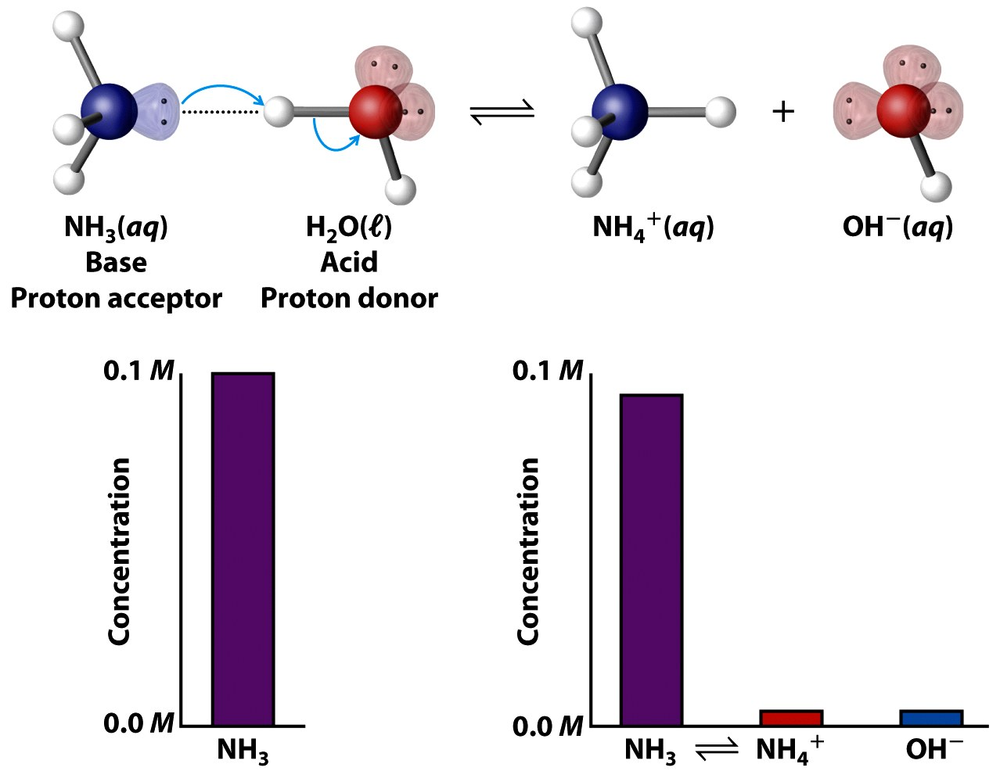 +
NH₃(aq) H₂O(ℓ) NH₄⁺(aq) OH⁻(aq)
Base Acid
Proton acceptor Proton donor
0.1 M
Concentration
0.0 M
NH₃
0.1 M
Concentration
0.0 M
NH₃ ⇌ NH₄⁺ OH⁻